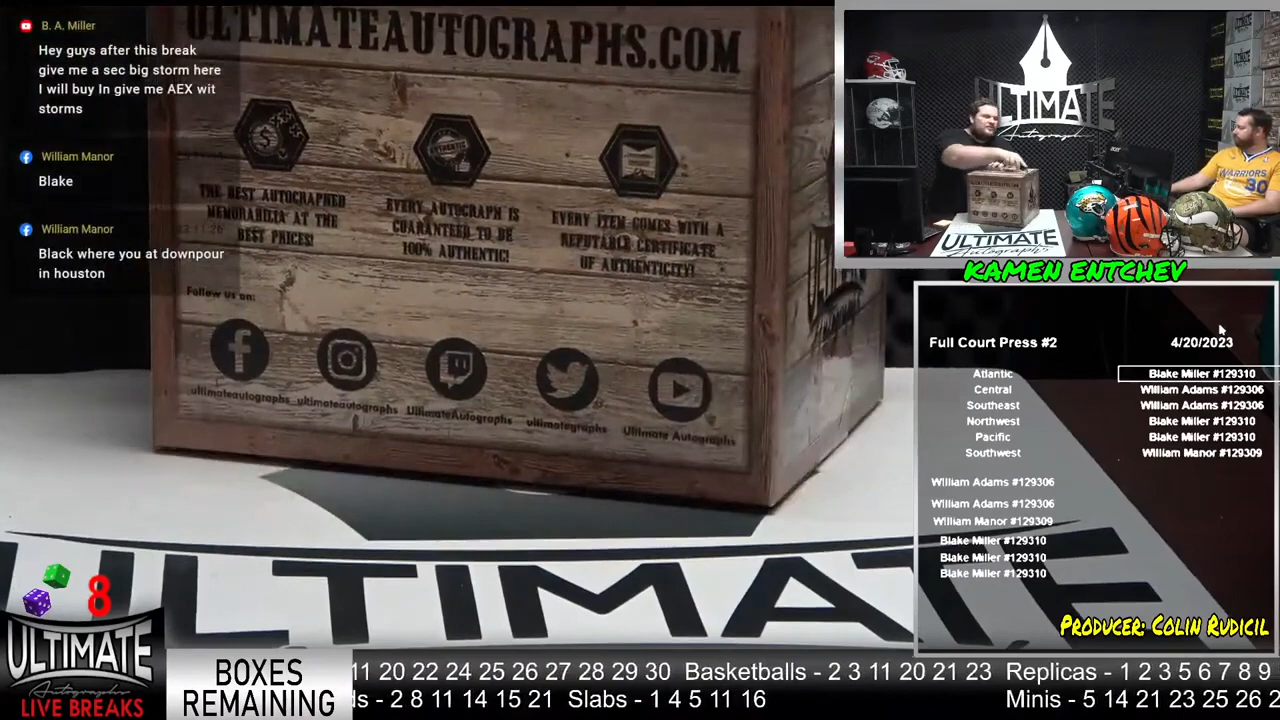 B. A. Miller
Hey guys after this break
give me a sec big storm here
I will buy In give me AEX wit
storms
William Manor
Blake
William Manor
Black where you at downpour
in houston
ULTIMATEAUTOGRAPHS.COM
THE BEST AUTOGRAPHED
MEMORABILIA AT THE
BEST PRICES!
EVERY AUTOGRAPH IS
GUARANTEED TO BE
100% AUTHENTIC!
EVERY ITEM COMES WITH A
REPUTABLE CERTIFICATE
OF AUTHENTICITY!
Follow us on:
ultimateautographs
ultimateautographs
UltimateAutographs
ultimategraphs
Ultimate Autographs
ULTIMATE
ULTIMATE
Autographs
ULTIMATE
Autographs
WARRIORS
30
KAMEN ENTCHEV
Full Court Press #2 4/20/2023
Atlantic Blake Miller #129310
Central William Adams #129306
Southeast William Adams #129306
Northwest Blake Miller #129310
Pacific Blake Miller #129310
Southwest William Manor #129309
William Adams #129306
William Adams #129306
William Manor #129309
Blake Miller #129310
Blake Miller #129310
Blake Miller #129310
PRODUCER: COLIN RUDICIL
8
ULTIMATE
Autographs
LIVE BREAKS
BOXES
REMAINING
11 20 22 24 25 26 27 28 29 30 Basketballs - 2 3 11 20 21 23 Replicas - 1 2 3 5 6 7 8 9
ds - 2 8 11 14 15 21 Slabs - 1 4 5 11 16 Minis - 5 14 21 23 25 26 2